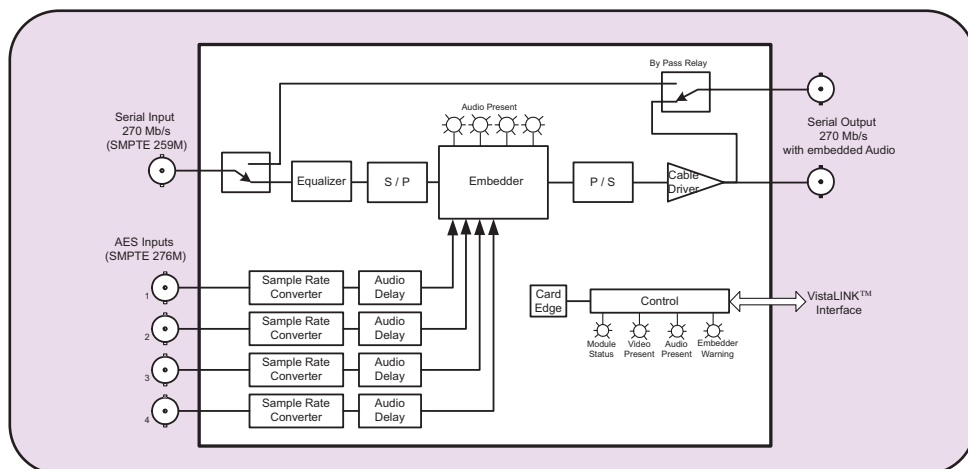 By Pass Relay
Serial Input
270 Mb/s
(SMPTE 259M)
Audio Present
Serial Output
270 Mb/s
with embedded Audio
Equalizer
S / P
Embedder
P / S
Cable
Driver
AES Inputs
(SMPTE 276M)
1
Sample Rate
Converter
Audio
Delay
2
Sample Rate
Converter
Audio
Delay
3
Sample Rate
Converter
Audio
Delay
4
Sample Rate
Converter
Audio
Delay
Card
Edge
Control
VistaLINK™
Interface
Module
Status
Video
Present
Audio
Present
Embedder
Warning